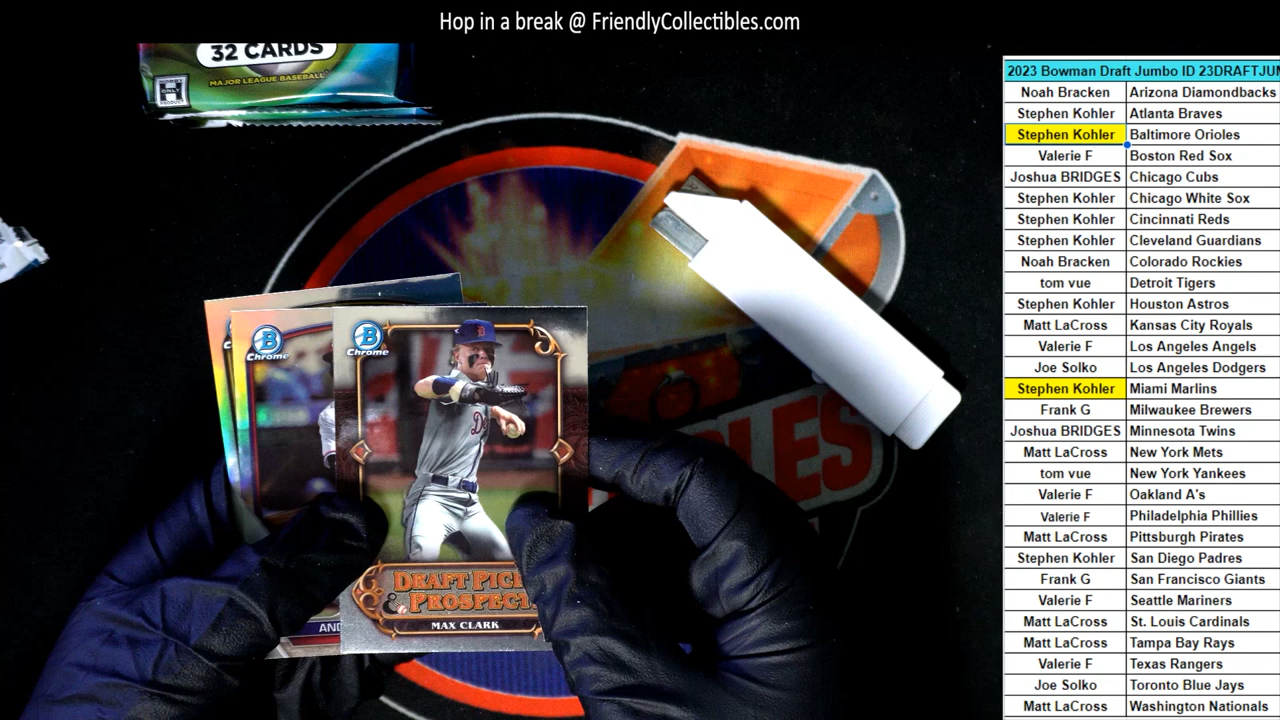 Hop in a break @ FriendlyCollectibles.com
32 CARDS
MAJOR LEAGUE BASEBALL
HOBBY
H
ONLY
PRODUCT
2023 Bowman Draft Jumbo ID 23DRAFTJUM
Noah Bracken Arizona Diamondbacks
Stephen Kohler Atlanta Braves
Stephen Kohler Baltimore Orioles
Valerie F Boston Red Sox
Joshua BRIDGES Chicago Cubs
Stephen Kohler Chicago White Sox
Stephen Kohler Cincinnati Reds
Stephen Kohler Cleveland Guardians
Noah Bracken Colorado Rockies
tom vue Detroit Tigers
Stephen Kohler Houston Astros
Matt LaCross Kansas City Royals
Valerie F Los Angeles Angels
Joe Solko Los Angeles Dodgers
Stephen Kohler Miami Marlins
Frank G Milwaukee Brewers
Joshua BRIDGES Minnesota Twins
Matt LaCross New York Mets
tom vue New York Yankees
Valerie F Oakland A's
Valerie F Philadelphia Phillies
Matt LaCross Pittsburgh Pirates
Stephen Kohler San Diego Padres
Frank G San Francisco Giants
Valerie F Seattle Mariners
Matt LaCross St. Louis Cardinals
Matt LaCross Tampa Bay Rays
Valerie F Texas Rangers
Joe Solko Toronto Blue Jays
Matt LaCross Washington Nationals
B
Chrome
B
Chrome
D
DRAFT PIC
& PROSPECT
MAX CLARK
AND
LES